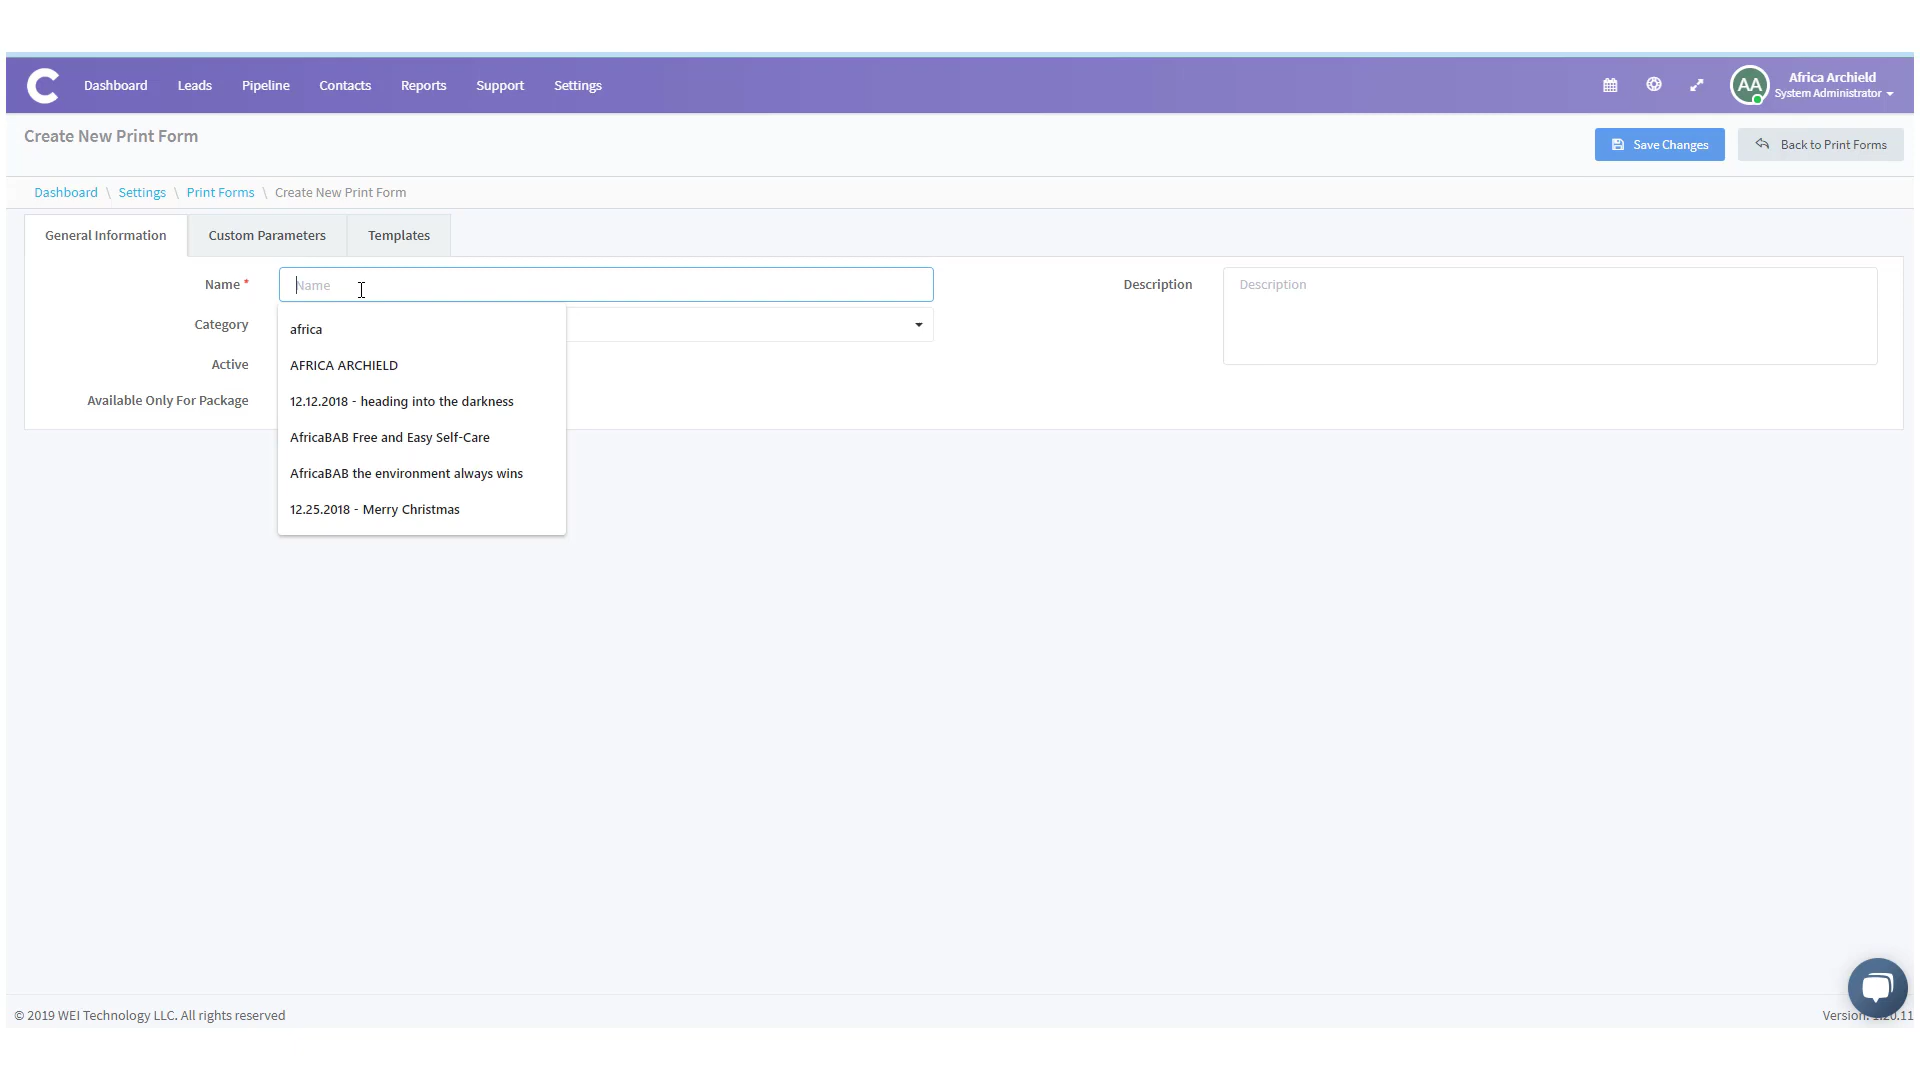 Dashboard Leads Pipeline Contacts Reports Support Settings
AA Africa Archield
System Administrator
Create New Print Form
Save Changes Back to Print Forms
Dashboard \ Settings \ Print Forms \ Create New Print Form
General Information Custom Parameters Templates
Name * Name
Description Description
Category
Active
Available Only For Package
africa
AFRICA ARCHIELD
12.12.2018 - heading into the darkness
AfricaBAB Free and Easy Self-Care
AfricaBAB the environment always wins
12.25.2018 - Merry Christmas
© 2019 WEI Technology LLC. All rights reserved
Version: